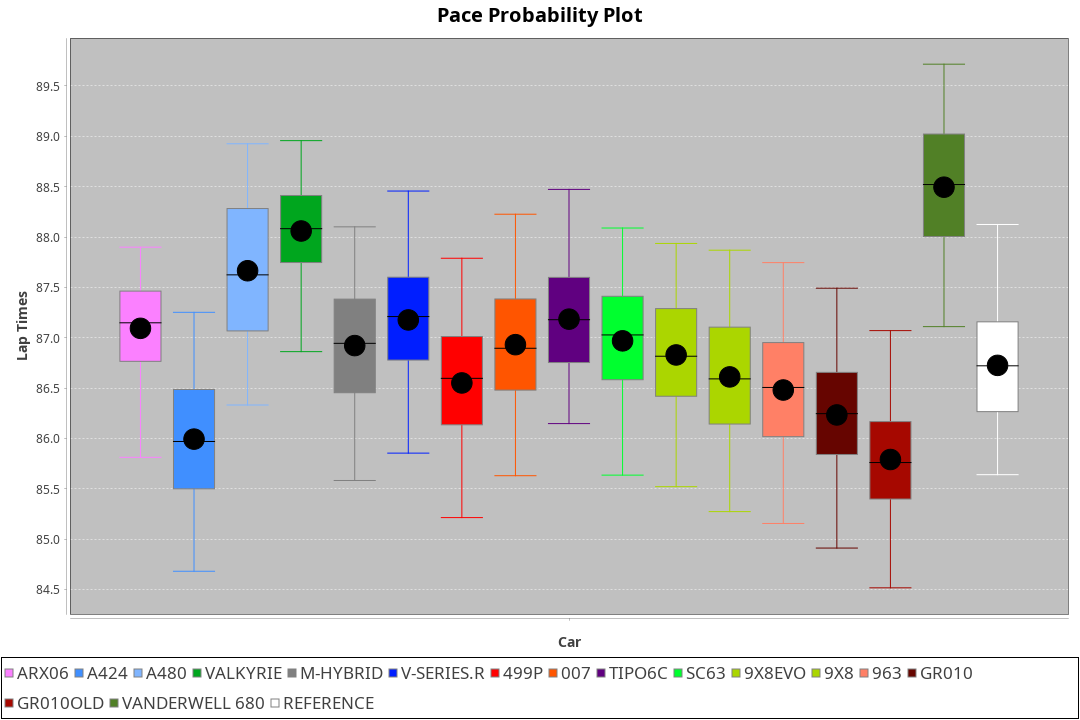 Pace Probability Plot
89.5
89.0
88.5
88.0
87.5
87.0
86.5
86.0
85.5
85.0
84.5
Lap Times
Car
ARX06 A424 A480 VALKYRIE M-HYBRID V-SERIES.R 499P 007 TIPO6C SC63 9X8EVO 9X8 963 GR010
GR010OLD VANDERWELL 680 REFERENCE